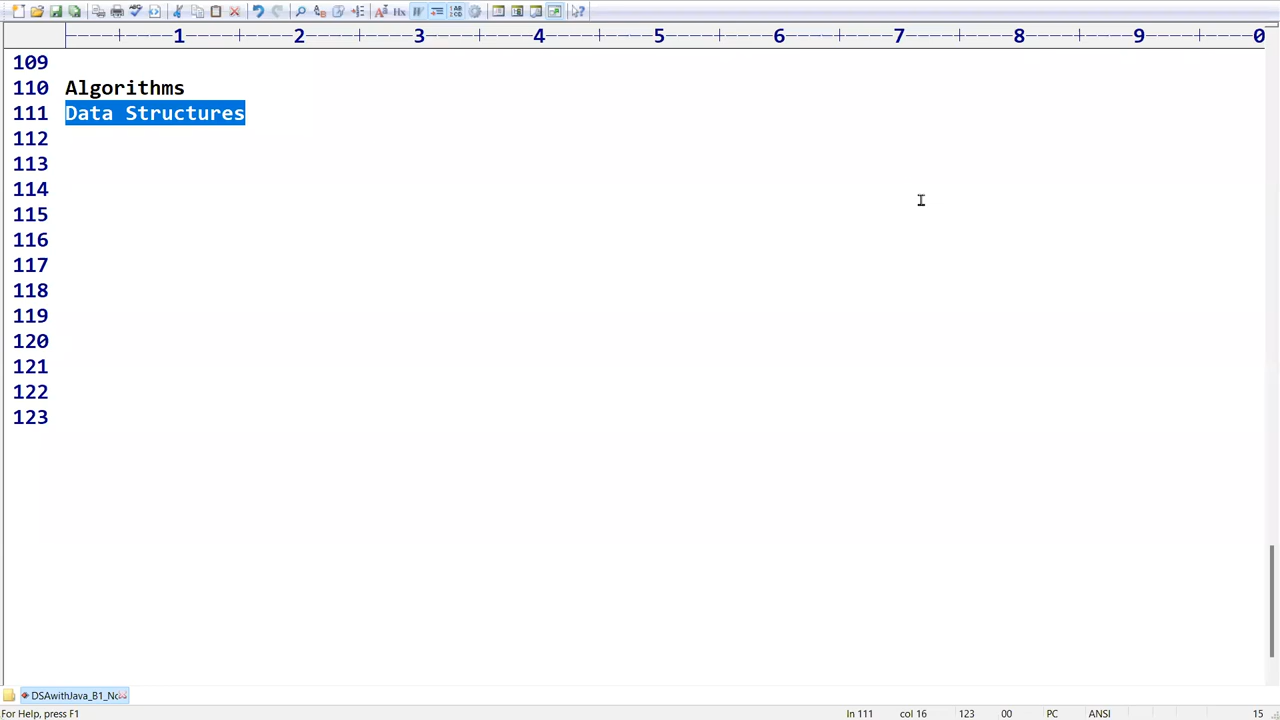 ----+----1----+----2----+----3----+----4----+----5----+----6----+----7----+----8----+----9----+----0
109
110 Algorithms
111 Data Structures
112
113
114
115
116
117
118
119
120
121
122
123
DSAwithJava_B1_No
For Help, press F1
ln 111 col 16 123 00 PC ANSI 15